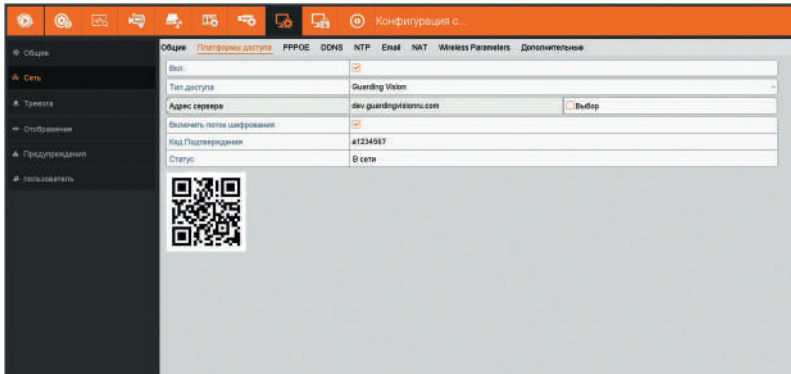 Конфигурация с...
Общие
Сеть
Тревога
Отображение
Предупреждения
пользователь
Общие Платформы доступа PPPOE DDNS NTP Email NAT Wireless Parameters Дополнительные
Вкл.
Тип доступа Guarding Vision
Адрес сервера dev.guardingvisionru.com Выбор
Включить поток шифрования
Код Подтверждения a1234567
Статус В сети